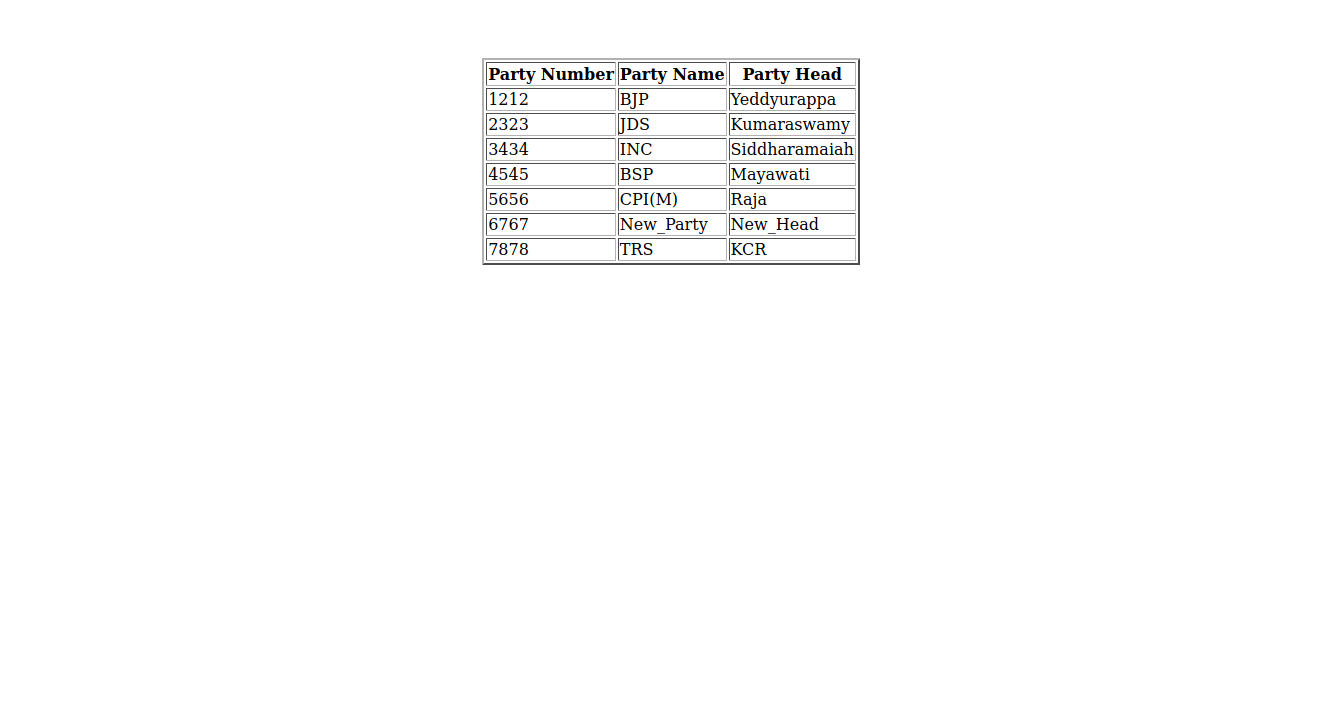 Party Number Party Name Party Head
1212 BJP Yeddyurappa
2323 JDS Kumaraswamy
3434 INC Siddharamaiah
4545 BSP Mayawati
5656 CPI(M) Raja
6767 New_Party New_Head
7878 TRS KCR